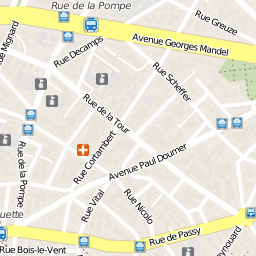 Rue de la Pompe
Rue Greuze
Rue Mignard
Avenue Georges Mandel
Rue Decamps
Rue Scheffer
Rue de la Tour
Rue Cortambert
Rue de la Pompe
Avenue Paul Doumer
Rue Vital
Rue Nicolo
uette
Rue de Passy
Raynouard
Rue Bois-le-Vent